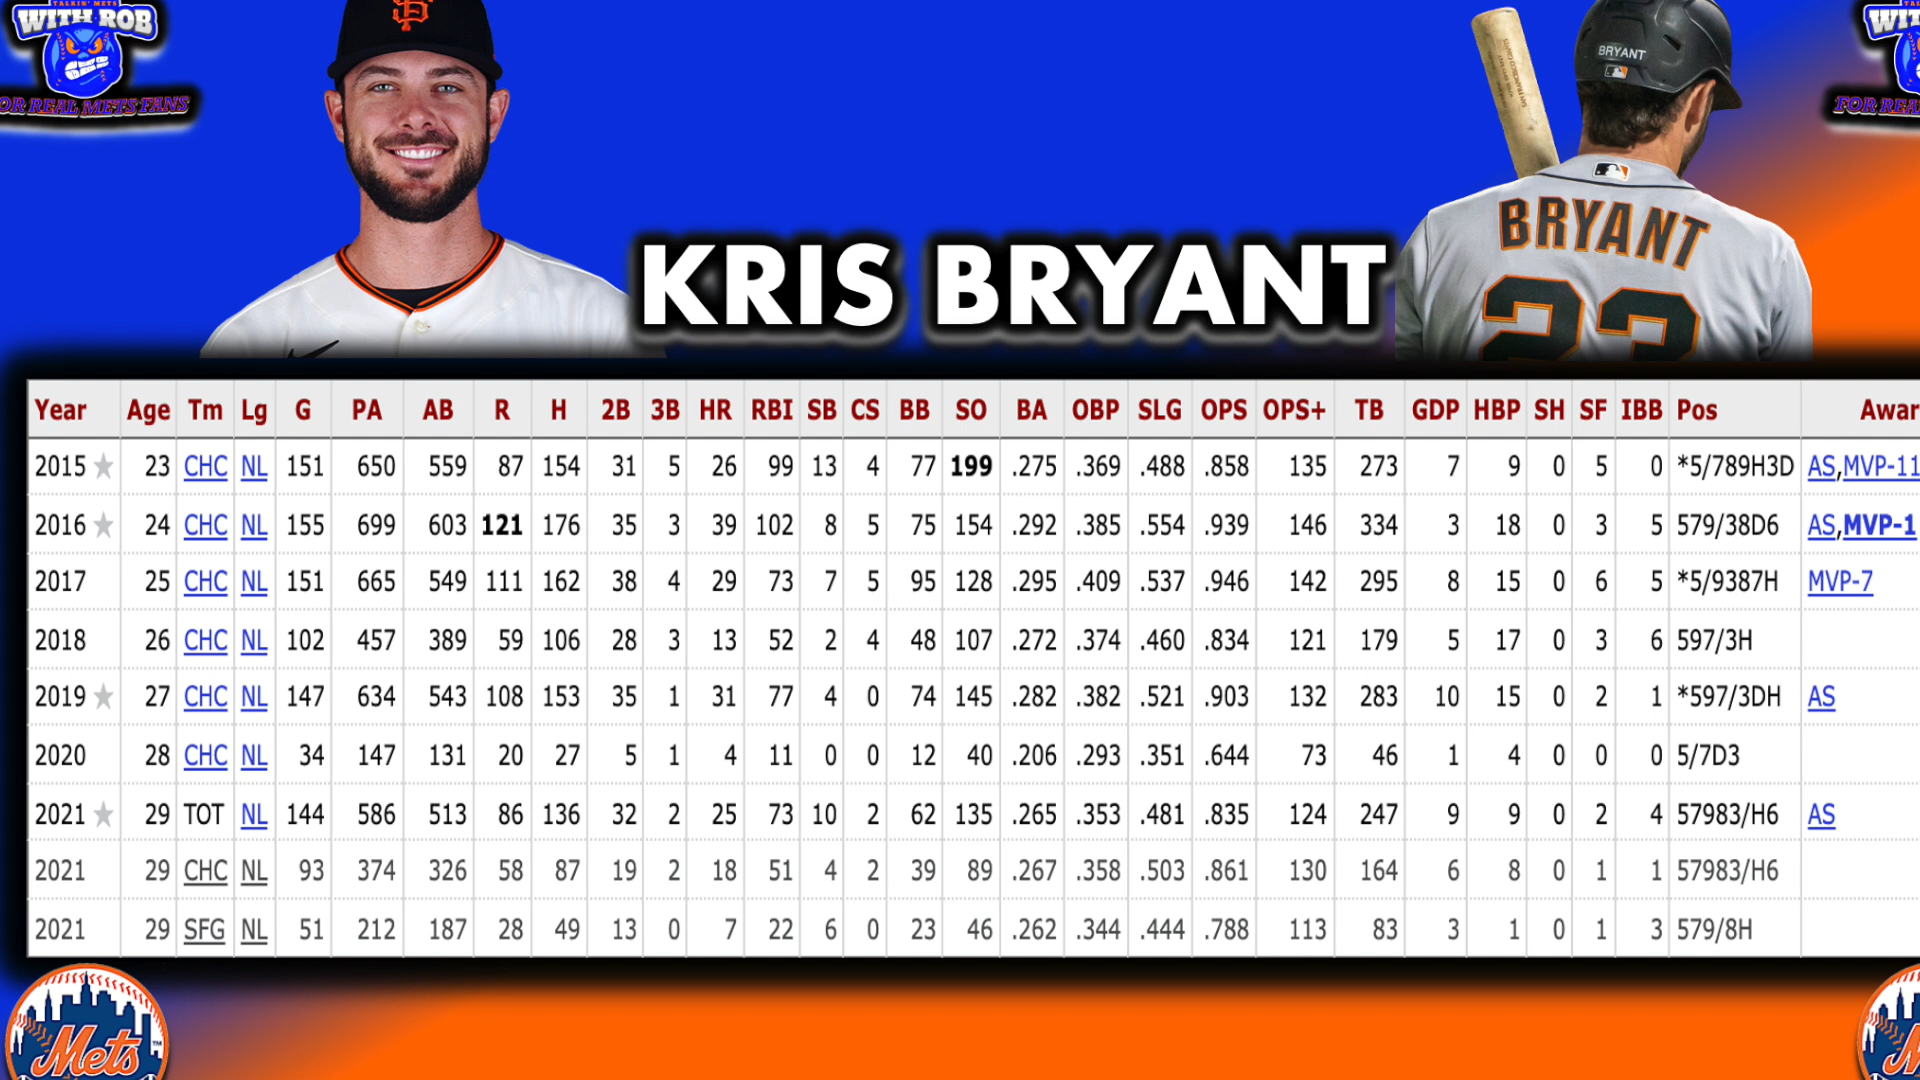 TALKIN' METS
WITH ROB
FOR REAL METS FANS
SF
BRYANT
BRYANT
23
KRIS BRYANT
Year Age Tm Lg G PA AB R H 2B 3B HR RBI SB CS BB SO BA OBP SLG OPS OPS+ TB GDP HBP SH SF IBB Pos Awar
2015 ★ 23 CHC NL 151 650 559 87 154 31 5 26 99 13 4 77 199 .275 .369 .488 .858 135 273 7 9 0 5 0 *5/789H3D AS,MVP-11
2016 ★ 24 CHC NL 155 699 603 121 176 35 3 39 102 8 5 75 154 .292 .385 .554 .939 146 334 3 18 0 3 5 579/38D6 AS,MVP-1
2017 25 CHC NL 151 665 549 111 162 38 4 29 73 7 5 95 128 .295 .409 .537 .946 142 295 8 15 0 6 5 *5/9387H MVP-7
2018 26 CHC NL 102 457 389 59 106 28 3 13 52 2 4 48 107 .272 .374 .460 .834 121 179 5 17 0 3 6 597/3H
2019 ★ 27 CHC NL 147 634 543 108 153 35 1 31 77 4 0 74 145 .282 .382 .521 .903 132 283 10 15 0 2 1 *597/3DH AS
2020 28 CHC NL 34 147 131 20 27 5 1 4 11 0 0 12 40 .206 .293 .351 .644 73 46 1 4 0 0 0 5/7D3
2021 ★ 29 TOT NL 144 586 513 86 136 32 2 25 73 10 2 62 135 .265 .353 .481 .835 124 247 9 9 0 2 4 57983/H6 AS
2021 29 CHC NL 93 374 326 58 87 19 2 18 51 4 2 39 89 .267 .358 .503 .861 130 164 6 8 0 1 1 57983/H6
2021 29 SFG NL 51 212 187 28 49 13 0 7 22 6 0 23 46 .262 .344 .444 .788 113 83 3 1 0 1 3 579/8H
Mets